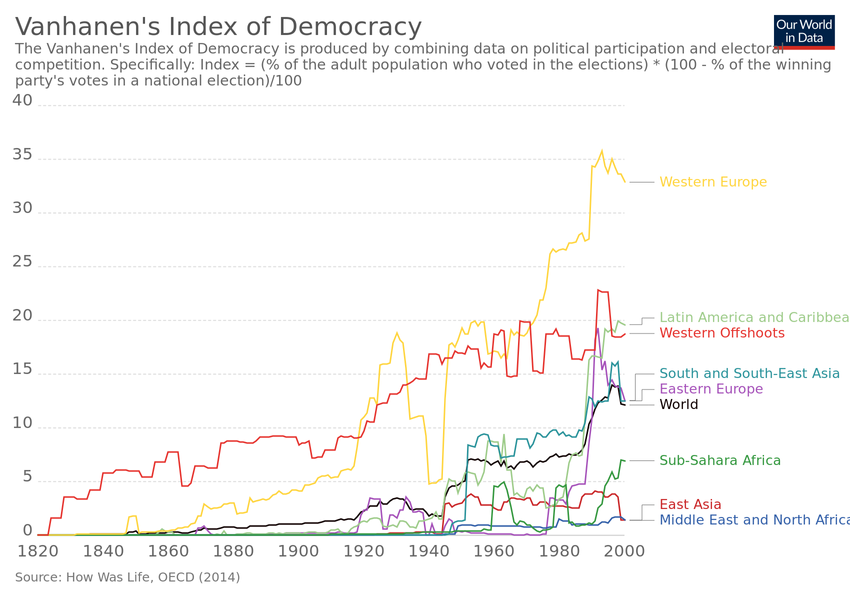 Vanhanen's Index of Democracy
Our World
in Data
The Vanhanen's Index of Democracy is produced by combining data on political participation and electoral
competition. Specifically: Index = (% of the adult population who voted in the elections) * (100 - % of the winning
party's votes in a national election)/100
40
35
30
25
20
15
10
5
0
Western Europe
Latin America and Caribbea
Western Offshoots
South and South-East Asia
Eastern Europe
World
Sub-Sahara Africa
East Asia
Middle East and North Africa
1820 1840 1860 1880 1900 1920 1940 1960 1980 2000
Source: How Was Life, OECD (2014)